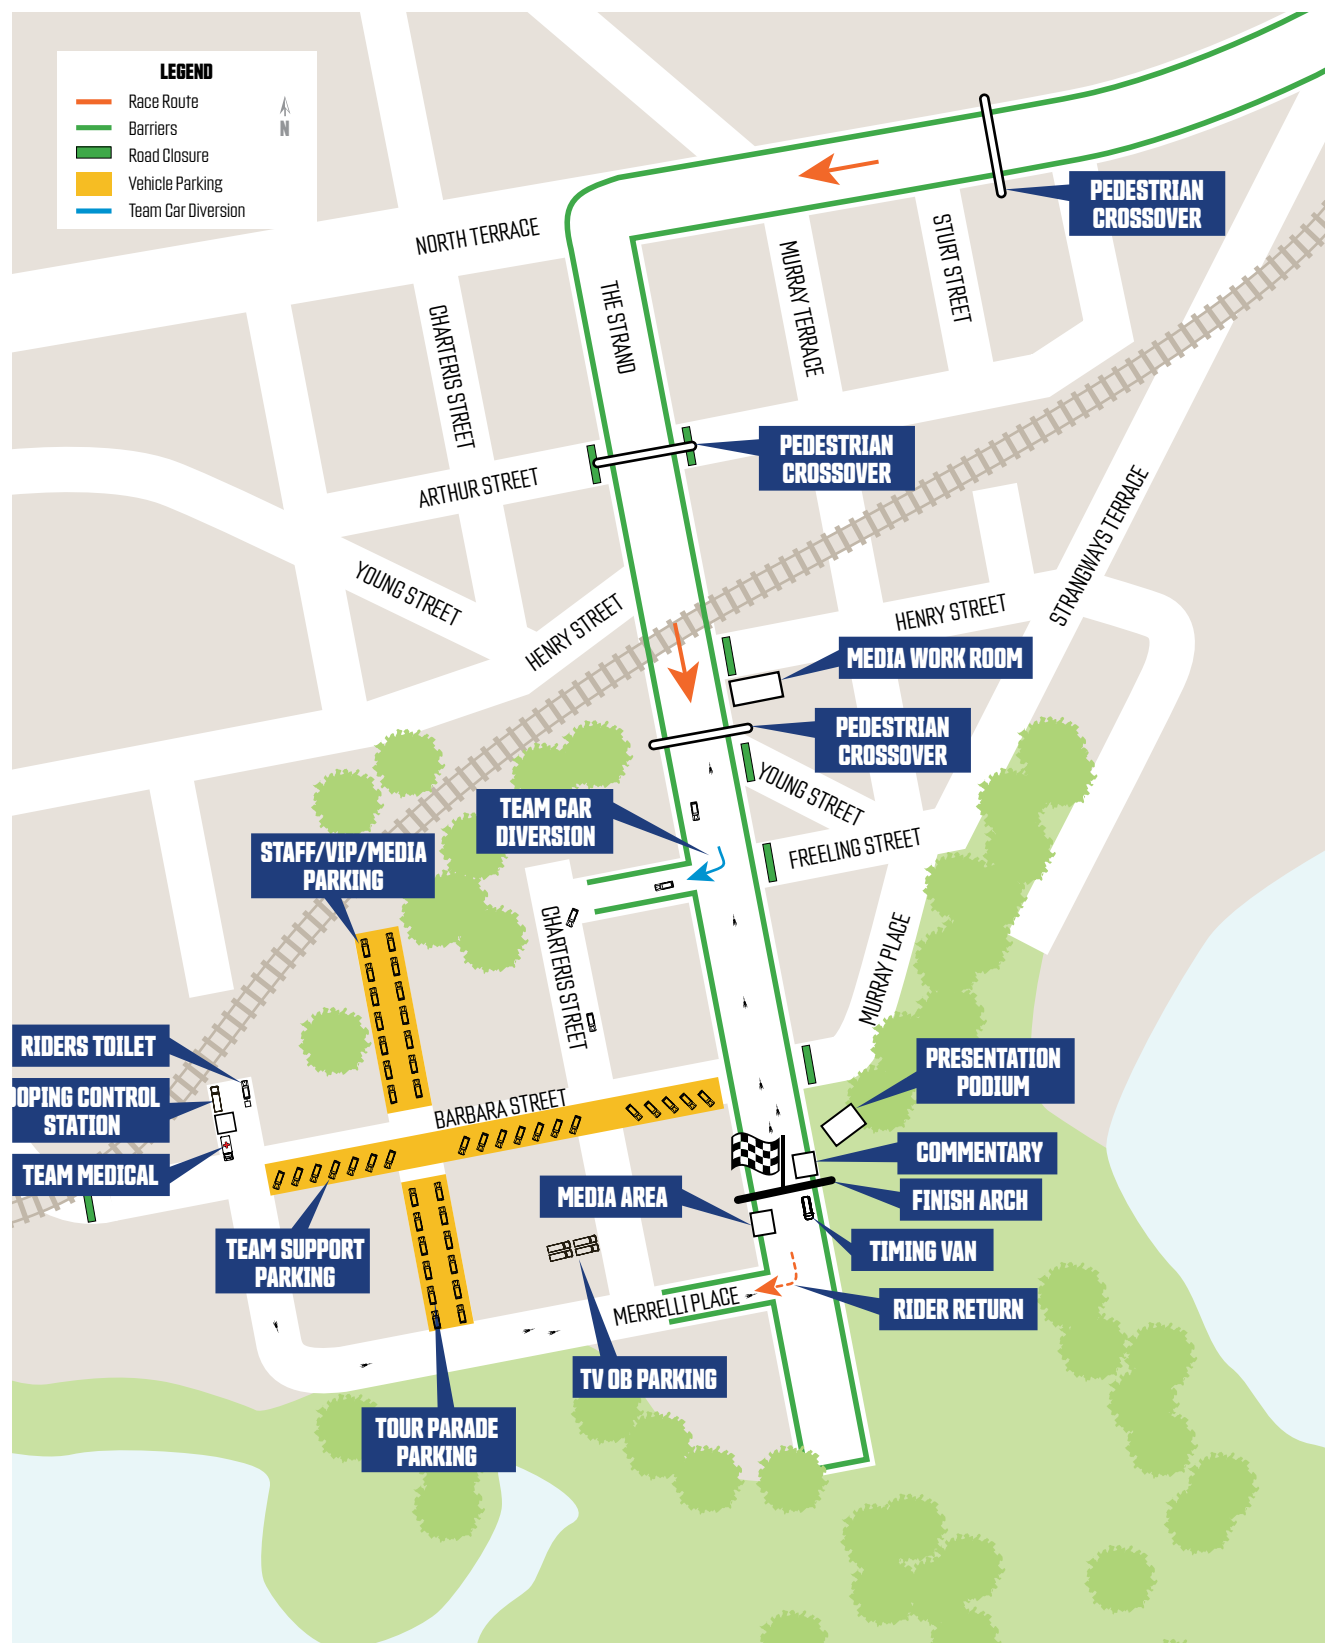 LEGEND
Race Route
Barriers
N
Road Closure
Vehicle Parking
Team Car Diversion
PEDESTRIAN
CROSSOVER
NORTH TERRACE
STURT STREET
MURRAY TERRACE
THE STRAND
CHARTERIS STREET
PEDESTRIAN
CROSSOVER
ARTHUR STREET
STRANGWAYS TERRACE
YOUNG STREET
HENRY STREET
HENRY STREET
MEDIA WORK ROOM
PEDESTRIAN
CROSSOVER
YOUNG STREET
TEAM CAR
DIVERSION
FREELING STREET
STAFF/VIP/MEDIA
PARKING
CHARTERIS STREET
MURRAY PLACE
RIDERS TOILET
PRESENTATION
PODIUM
OPING CONTROL
STATION
BARBARA STREET
COMMENTARY
TEAM MEDICAL
MEDIA AREA
FINISH ARCH
TEAM SUPPORT
PARKING
TIMING VAN
MERRELLI PLACE
RIDER RETURN
TV OB PARKING
TOUR PARADE
PARKING